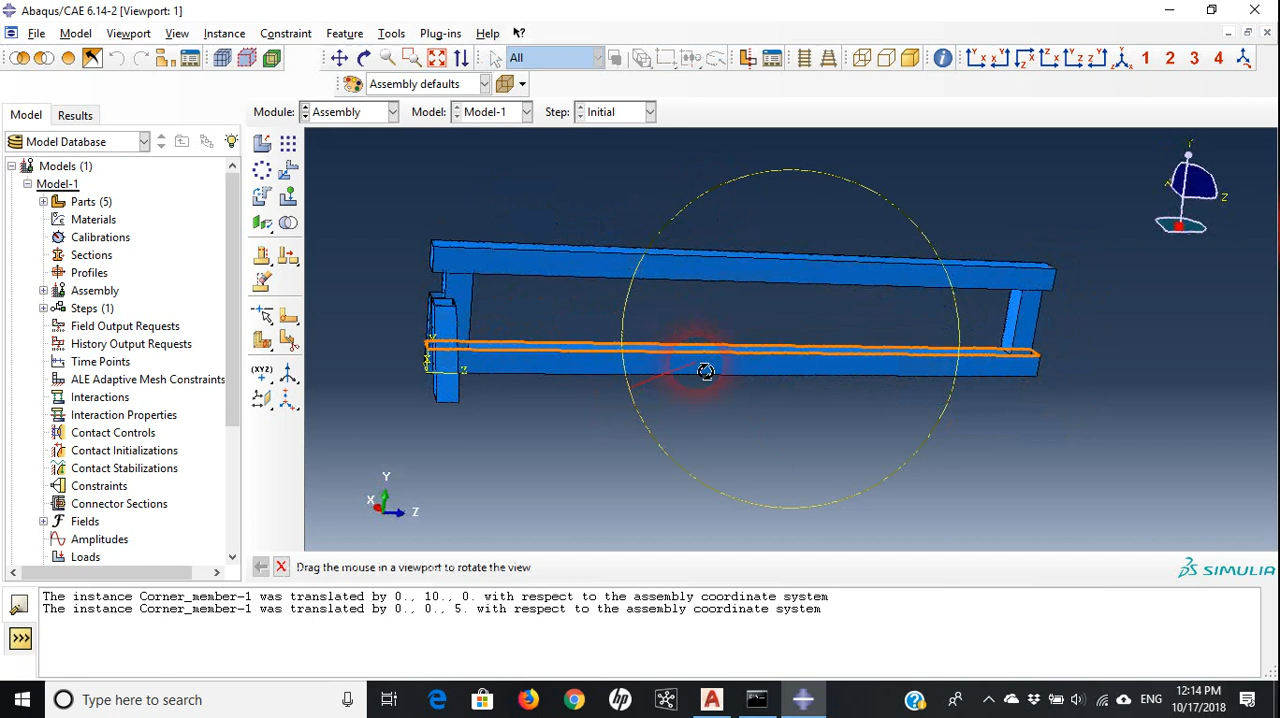 Abaqus/CAE 6.14-2 [Viewport: 1]
File Model Viewport View Instance Constraint Feature Tools Plug-ins Help
All
1 2 3 4
Assembly defaults
Model Results
Module: Assembly Model: Model-1 Step: Initial
Model Database
Models (1)
Model-1
Parts (5)
Materials
Calibrations
Sections
Profiles
Assembly
Steps (1)
Field Output Requests
History Output Requests
Time Points
ALE Adaptive Mesh Constraints
Interactions
Interaction Properties
Contact Controls
Contact Initializations
Contact Stabilizations
Constraints
Connector Sections
Fields
Amplitudes
Loads
(XYZ)
Y
Z
Y
X
Z
Drag the mouse in a viewport to rotate the view
SIMULIA
The instance Corner_member-1 was translated by 0., 10., 0. with respect to the assembly coordinate system
The instance Corner_member-1 was translated by 0., 0., 5. with respect to the assembly coordinate system
>>>
Type here to search
hp
A
ENG
12:14 PM
10/17/2018